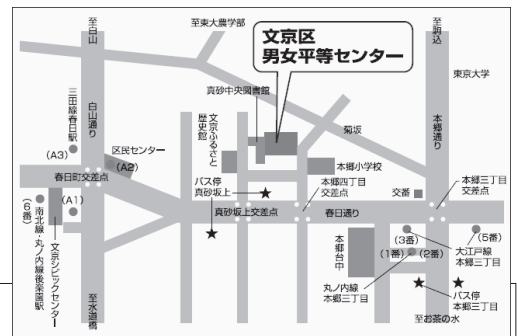 至白山
至東大農学部
至駒込
文京区
男女平等センター
東京大学
真砂中央図書館
三田線春日駅
白山通り
文京ふるさと
歴史館
菊坂
本郷通り
(A3)
区民センター
(A2)
本郷小学校
春日町交差点
バス停
真砂坂上
本郷四丁目
交差点
交番
本郷三丁目
交差点
(A1)
真砂坂上交差点
春日通り
(6番)
南北線・丸ノ内線後楽園駅
文京シビックセンター
本郷台中
(3番)
(5番)
大江戸線
本郷三丁目
(1番)
(2番)
丸ノ内線
本郷三丁目
バス停
本郷三丁目
至水道橋
至お茶の水